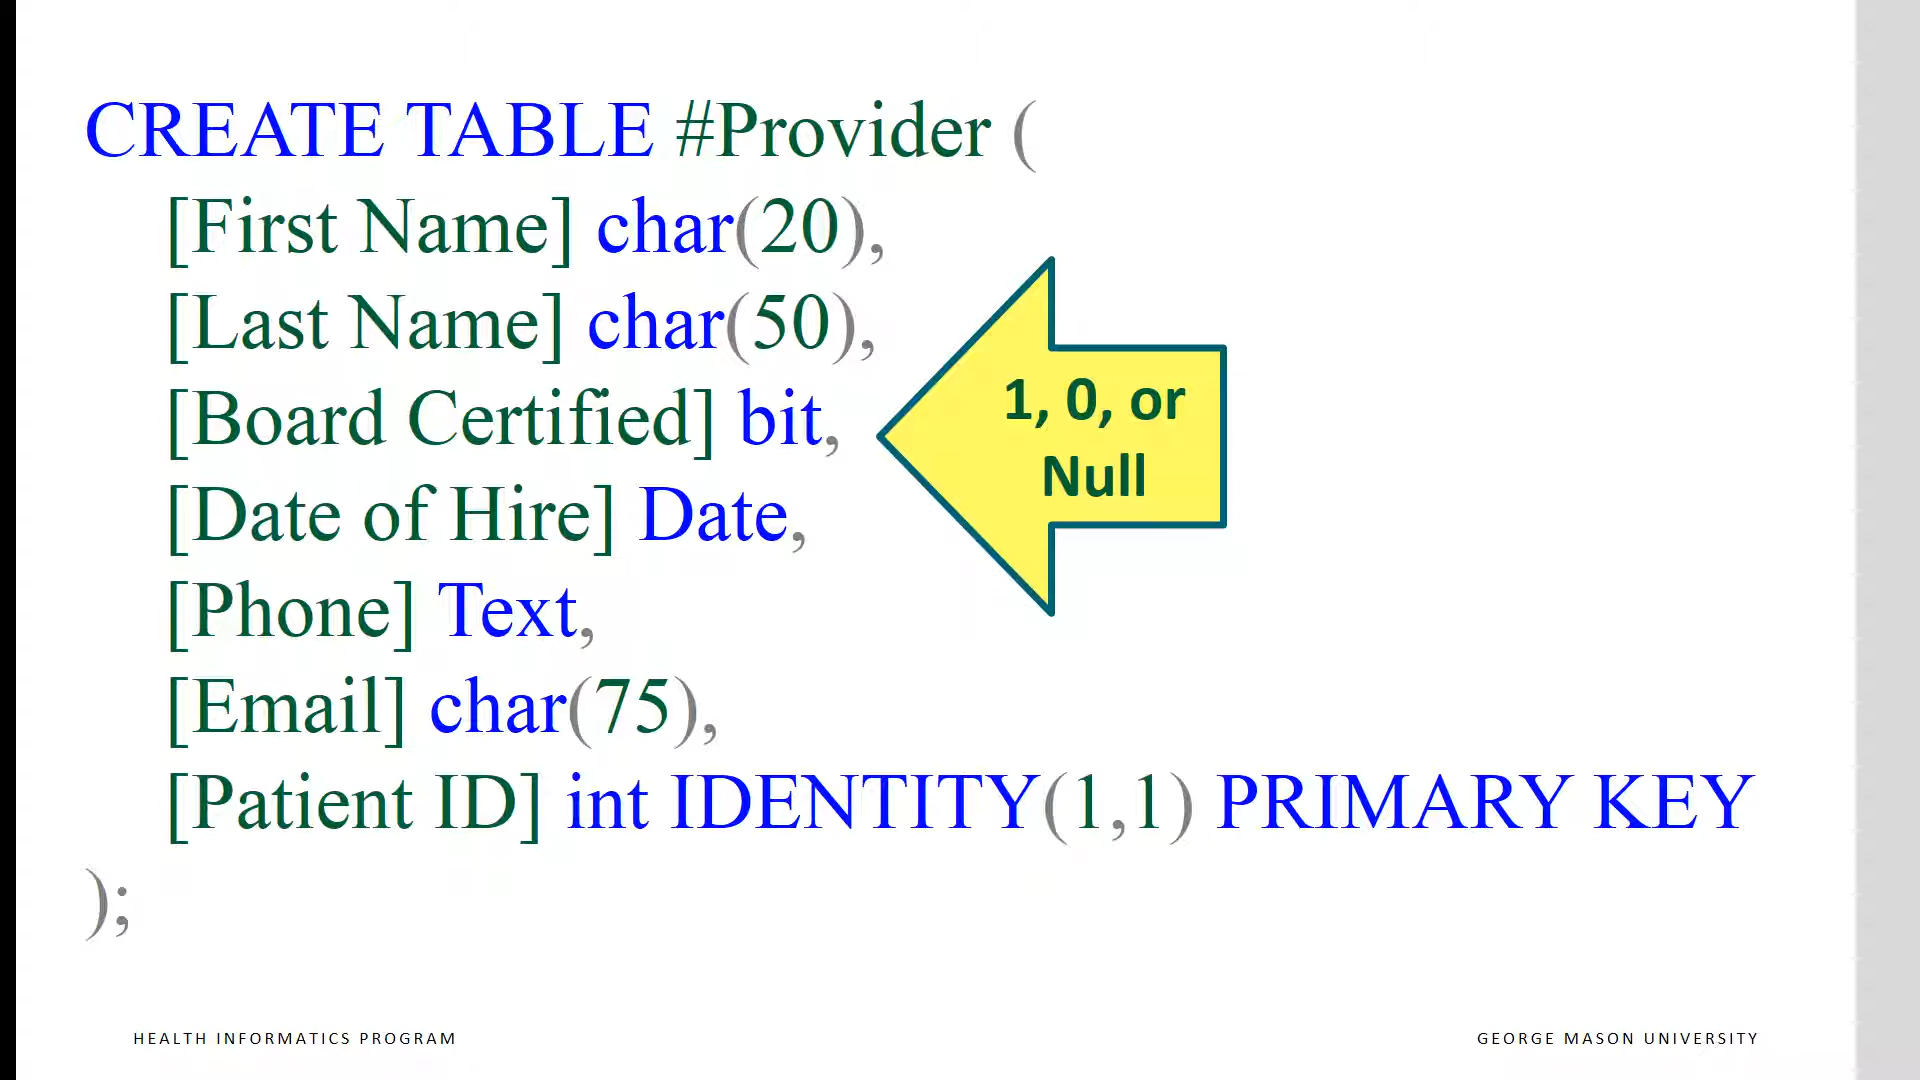 CREATE TABLE #Provider (
[First Name] char(20),
[Last Name] char(50),
[Board Certified] bit,
1, 0, or
Null
[Date of Hire] Date,
[Phone] Text,
[Email] char(75),
[Patient ID] int IDENTITY(1,1) PRIMARY KEY
);
HEALTH INFORMATICS PROGRAM
GEORGE MASON UNIVERSITY